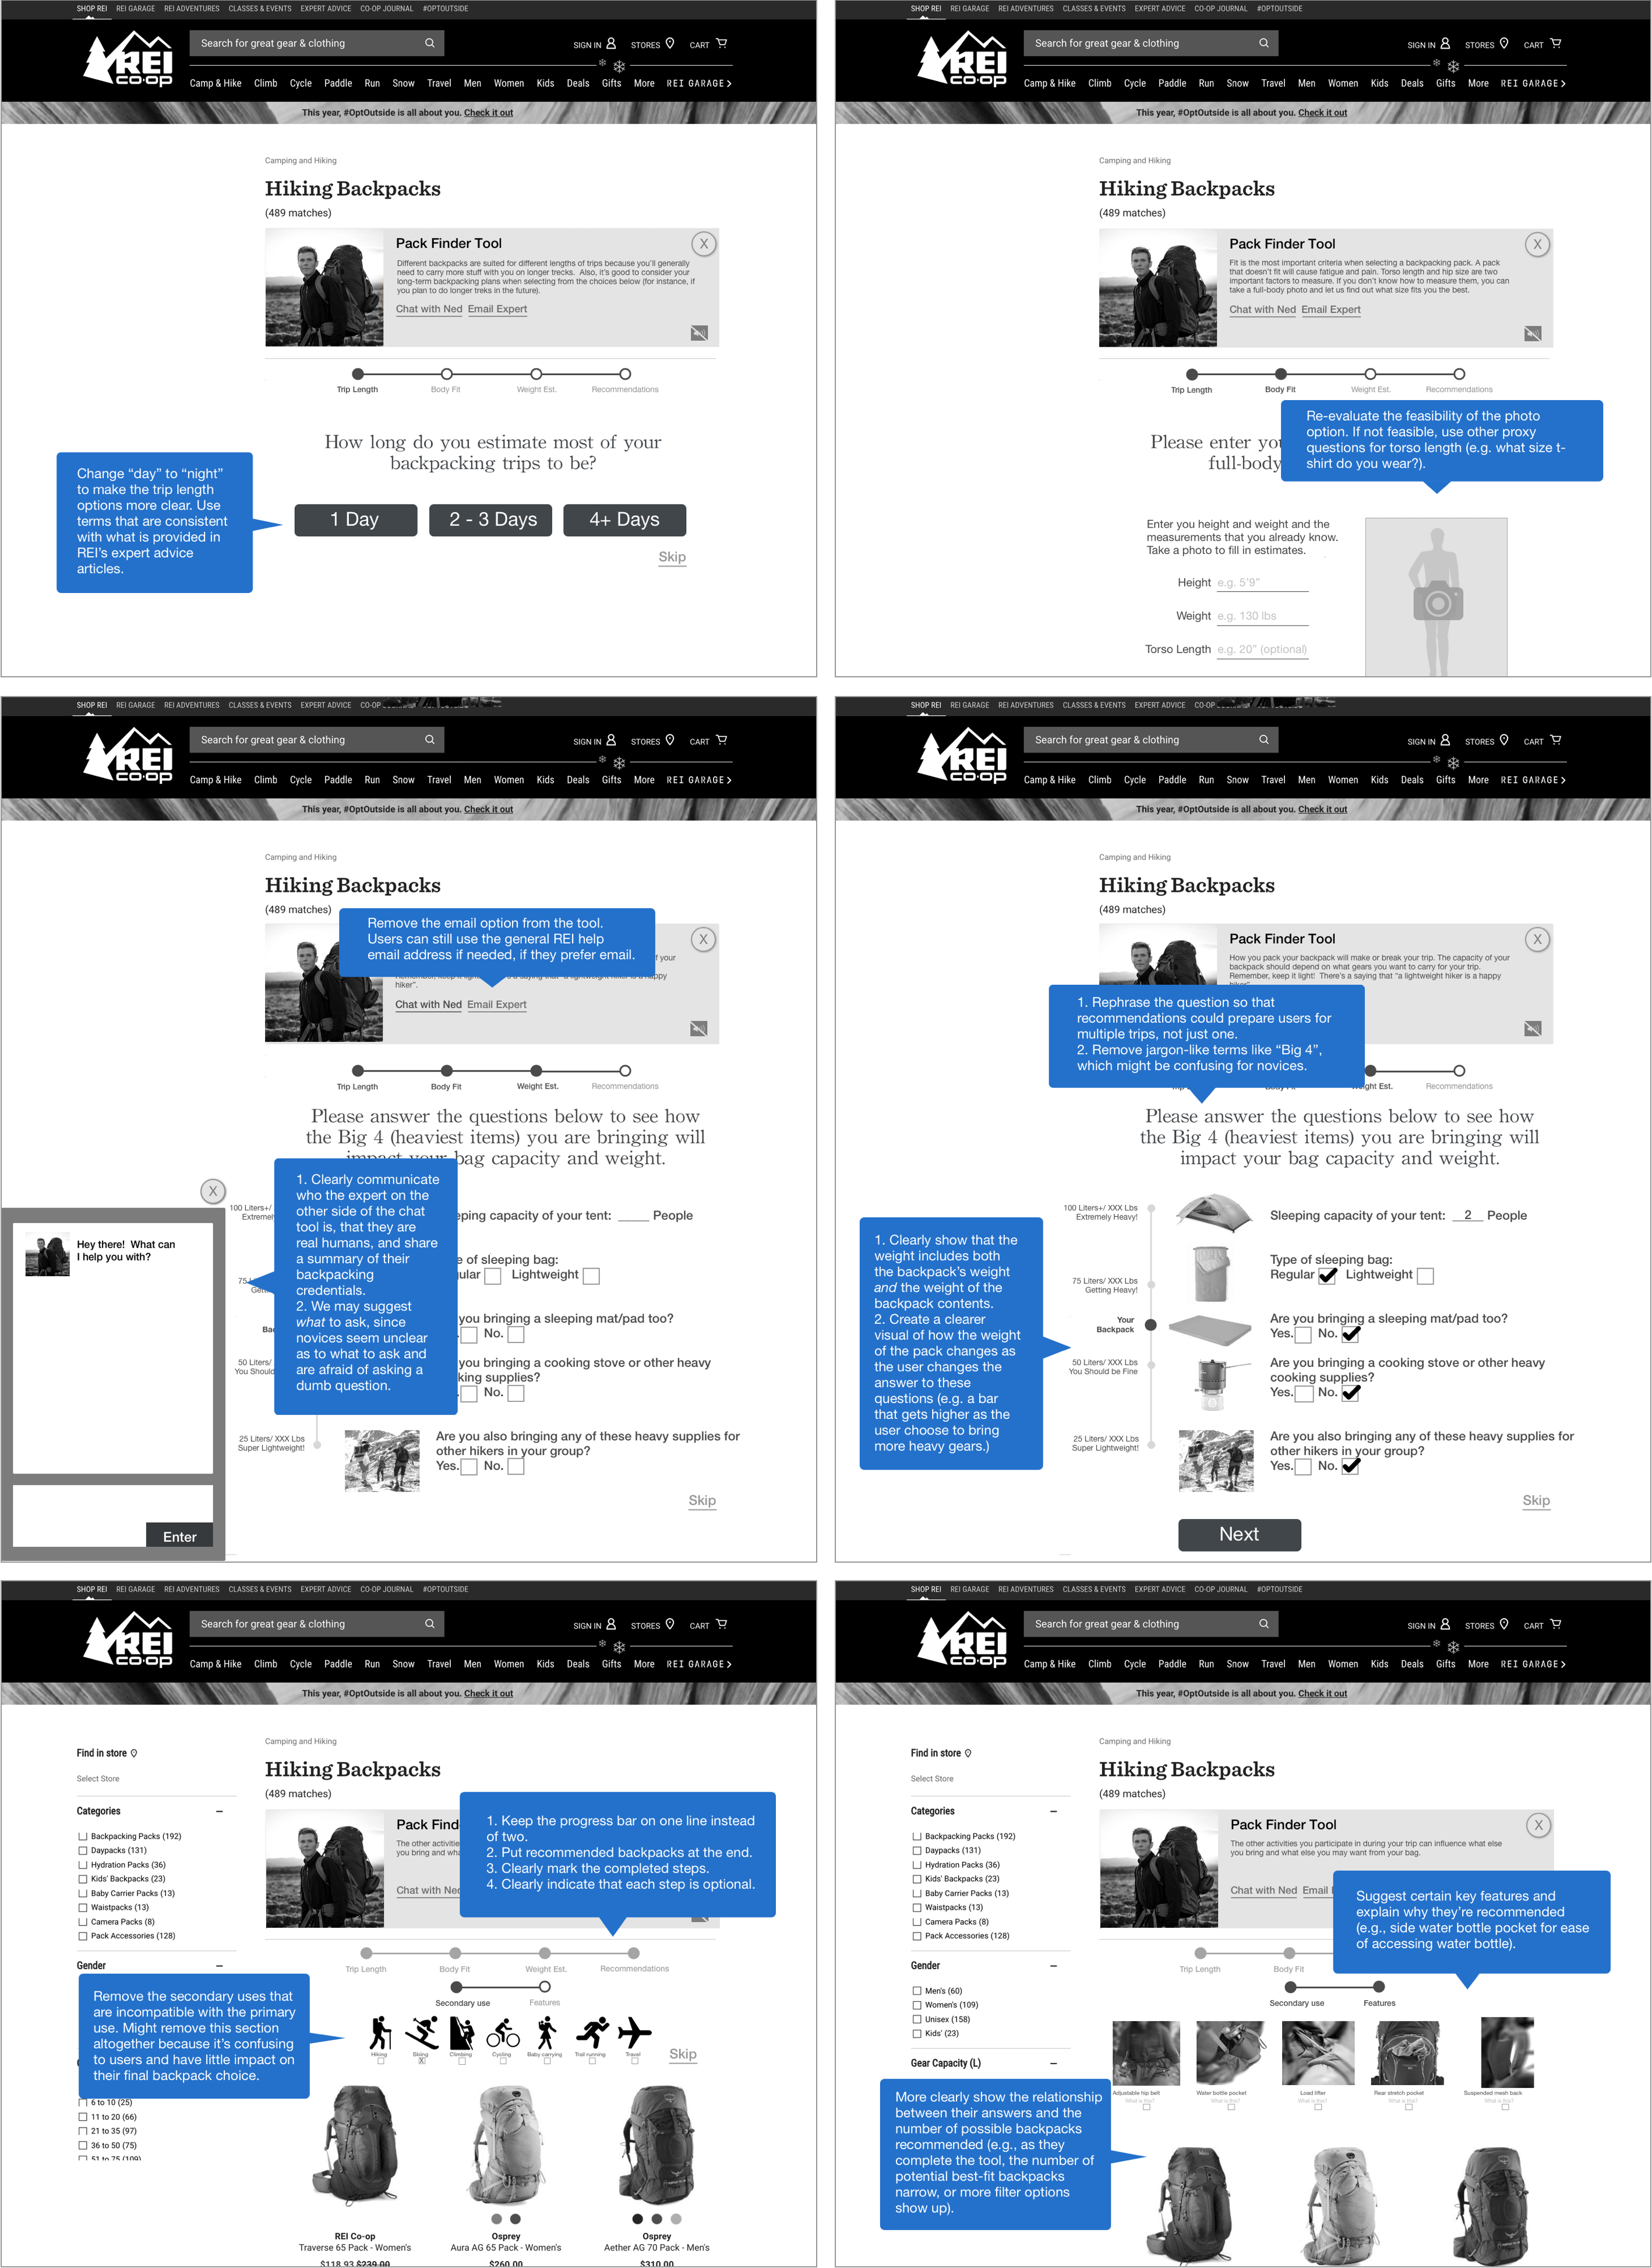 SHOP REI REI GARAGE REI ADVENTURES CLASSES & EVENTS EXPERT ADVICE CO-OP JOURNAL #OPTOUTSIDE
REI CO·OP
Search for great gear & clothing
SIGN IN STORES CART
Camp & Hike Climb Cycle Paddle Run Snow Travel Men Women Kids Deals Gifts More REI GARAGE
This year, #OptOutside is all about you. Check it out
Camping and Hiking
Hiking Backpacks
(489 matches)
Pack Finder Tool
X
Different backpacks are suited for different lengths of trips because you'll generally
need to carry more stuff with you on longer trecks. Also, it's good to consider your
long-term backpacking plans when selecting from the choices below (for instance, if
you plan to do longer treks in the future).
Chat with Ned Email Expert
Trip Length Body Fit Weight Est. Recommendations
How long do you estimate most of your
backpacking trips to be?
1 Day 2 - 3 Days 4+ Days
Skip
Change “day” to “night”
to make the trip length
options more clear. Use
terms that are consistent
with what is provided in
REI's expert advice
articles.
SHOP REI REI GARAGE REI ADVENTURES CLASSES & EVENTS EXPERT ADVICE CO-OP JOURNAL #OPTOUTSIDE
REI CO·OP
Search for great gear & clothing
SIGN IN STORES CART
Camp & Hike Climb Cycle Paddle Run Snow Travel Men Women Kids Deals Gifts More REI GARAGE
This year, #OptOutside is all about you. Check it out
Camping and Hiking
Hiking Backpacks
(489 matches)
Pack Finder Tool
X
Fit is the most important criteria when selecting a backpacking pack. A pack
that doesn't fit will cause fatigue and pain. Torso length and hip size are two
important factors to measure. If you don't know how to measure them, you can
take a full-body photo and let us find out what size fits you the best.
Chat with Ned Email Expert
Trip Length Body Fit Weight Est. Recommendations
Re-evaluate the feasibility of the photo
option. If not feasible, use other proxy
questions for torso length (e.g. what size t-
shirt do you wear?).
Please enter you
full-body
Enter you height and weight and the
measurements that you already know.
Take a photo to fill in estimates.
Height e.g. 5'9”
Weight e.g. 130 lbs
Torso Length e.g. 20” (optional)
SHOP REI REI GARAGE REI ADVENTURES CLASSES & EVENTS EXPERT ADVICE CO-OP
REI CO·OP
Search for great gear & clothing
SIGN IN STORES CART
Camp & Hike Climb Cycle Paddle Run Snow Travel Men Women Kids Deals Gifts More REI GARAGE
This year, #OptOutside is all about you. Check it out
Camping and Hiking
Hiking Backpacks
(489 matches)
Remove the email option from the tool.
Users can still use the general REI help
email address if needed, if they prefer email.
X
f your
hiker”.
Chat with Ned Email Expert
Trip Length Body Fit Weight Est. Recommendations
Please answer the questions below to see how
the Big 4 (heaviest items) you are bringing will
impact your bag capacity and weight.
1. Clearly communicate
who the expert on the
other side of the chat
tool is, that they are
real humans, and share
a summary of their
backpacking
credentials.
2. We may suggest
what to ask, since
novices seem unclear
as to what to ask and
are afraid of asking a
dumb question.
X
Hey there! What can
I help you with?
Enter
100 Liters+/
eping capacity of your tent: ____ People
e of sleeping bag:
ular Lightweight
you bringing a sleeping mat/pad too?
No.
50 Liters/
You Should
you bringing a cooking stove or other heavy
king supplies?
No.
25 Liters/ XXX Lbs
Super Lightweight!
Are you also bringing any of these heavy supplies for
other hikers in your group?
Yes. No.
Skip
SHOP REI REI GARAGE REI ADVENTURES CLASSES & EVENTS EXPERT ADVICE CO-OP
REI CO·OP
Search for great gear & clothing
SIGN IN STORES CART
Camp & Hike Climb Cycle Paddle Run Snow Travel Men Women Kids Deals Gifts More REI GARAGE
This year, #OptOutside is all about you. Check it out
Camping and Hiking
Hiking Backpacks
(489 matches)
Pack Finder Tool
X
How you pack your backpack will make or break your trip. The capacity of your
backpack should depend on what gears you want to carry for your trip.
Remember, keep it light! There's a saying that “a lightweight hiker is a happy
1. Rephrase the question so that
recommendations could prepare users for
multiple trips, not just one.
2. Remove jargon-like terms like “Big 4”,
which might be confusing for novices.
ght Est. Recommendations
Please answer the questions below to see how
the Big 4 (heaviest items) you are bringing will
impact your bag capacity and weight.
1. Clearly show that the
weight includes both
the backpack's weight
and the weight of the
backpack contents.
2. Create a clearer
visual of how the weight
of the pack changes as
the user changes the
answer to these
questions (e.g. a bar
that gets higher as the
user choose to bring
more heavy gears.)
100 Liters+/ XXX Lbs
Extremely Heavy!
Sleeping capacity of your tent: 2 People
75 Liters/ XXX Lbs
Getting Heavy!
Type of sleeping bag:
Regular Lightweight
Your
Backpack
Are you bringing a sleeping mat/pad too?
Yes. No.
50 Liters/ XXX Lbs
You Should be Fine
Are you bringing a cooking stove or other heavy
cooking supplies?
Yes. No.
25 Liters/ XXX Lbs
Super Lightweight!
Are you also bringing any of these heavy supplies for
other hikers in your group?
Yes. No.
Skip
Next
SHOP REI REI GARAGE REI ADVENTURES CLASSES & EVENTS EXPERT ADVICE CO-OP JOURNAL #OPTOUTSIDE
REI CO·OP
Search for great gear & clothing
SIGN IN STORES CART
Camp & Hike Climb Cycle Paddle Run Snow Travel Men Women Kids Deals Gifts More REI GARAGE
This year, #OptOutside is all about you. Check it out
Find in store
Select Store
Categories
Backpacking Packs (192)
Daypacks (131)
Hydration Packs (36)
Kids' Backpacks (23)
Baby Carrier Packs (13)
Waistpacks (13)
Camera Packs (8)
Pack Accessories (128)
Gender
Remove the secondary uses that
are incompatible with the primary
use. Might remove this section
altogether because it's confusing
to users and have little impact on
their final backpack choice.
6 to 10 (25)
11 to 20 (66)
21 to 35 (97)
36 to 50 (75)
51 to 75 (109)
Camping and Hiking
Hiking Backpacks
(489 matches)
Pack Find
The other activitie
you bring and wha
Chat with Ned
1. Keep the progress bar on one line instead
of two.
2. Put recommended backpacks at the end.
3. Clearly mark the completed steps.
4. Clearly indicate that each step is optional.
Trip Length Body Fit Weight Est. Recommendations
Secondary use Features
Hiking Skiing Climbing Cycling Baby carrying Trail running Travel
X
Skip
REI Co-op
Traverse 65 Pack - Women's
$118.93 $239.00
Osprey
Aura AG 65 Pack - Women's
$260.00
Osprey
Aether AG 70 Pack - Men's
$310.00
SHOP REI REI GARAGE REI ADVENTURES CLASSES & EVENTS EXPERT ADVICE CO-OP JOURNAL #OPTOUTSIDE
REI CO·OP
Search for great gear & clothing
SIGN IN STORES CART
Camp & Hike Climb Cycle Paddle Run Snow Travel Men Women Kids Deals Gifts More REI GARAGE
This year, #OptOutside is all about you. Check it out
Find in store
Select Store
Categories
Backpacking Packs (192)
Daypacks (131)
Hydration Packs (36)
Kids' Backpacks (23)
Baby Carrier Packs (13)
Waistpacks (13)
Camera Packs (8)
Pack Accessories (128)
Gender
Men's (60)
Women's (109)
Unisex (158)
Kids' (23)
Gear Capacity (L)
More clearly show the relationship
between their answers and the
number of possible backpacks
recommended (e.g., as they
complete the tool, the number of
potential best-fit backpacks
narrow, or more filter options
show up).
Camping and Hiking
Hiking Backpacks
(489 matches)
Pack Finder Tool
X
The other activities you participate in during your trip can influence what else
you bring and what else you may want from your bag.
Chat with Ned Email
Suggest certain key features and
explain why they're recommended
(e.g., side water bottle pocket for ease
of accessing water bottle).
Trip Length Body Fit
Secondary use Features
Adjustable hip belt Water bottle pocket Load lifter Rear stretch pocket Suspended mesh back
What is this? What is this? What is this? What is this? What is this?